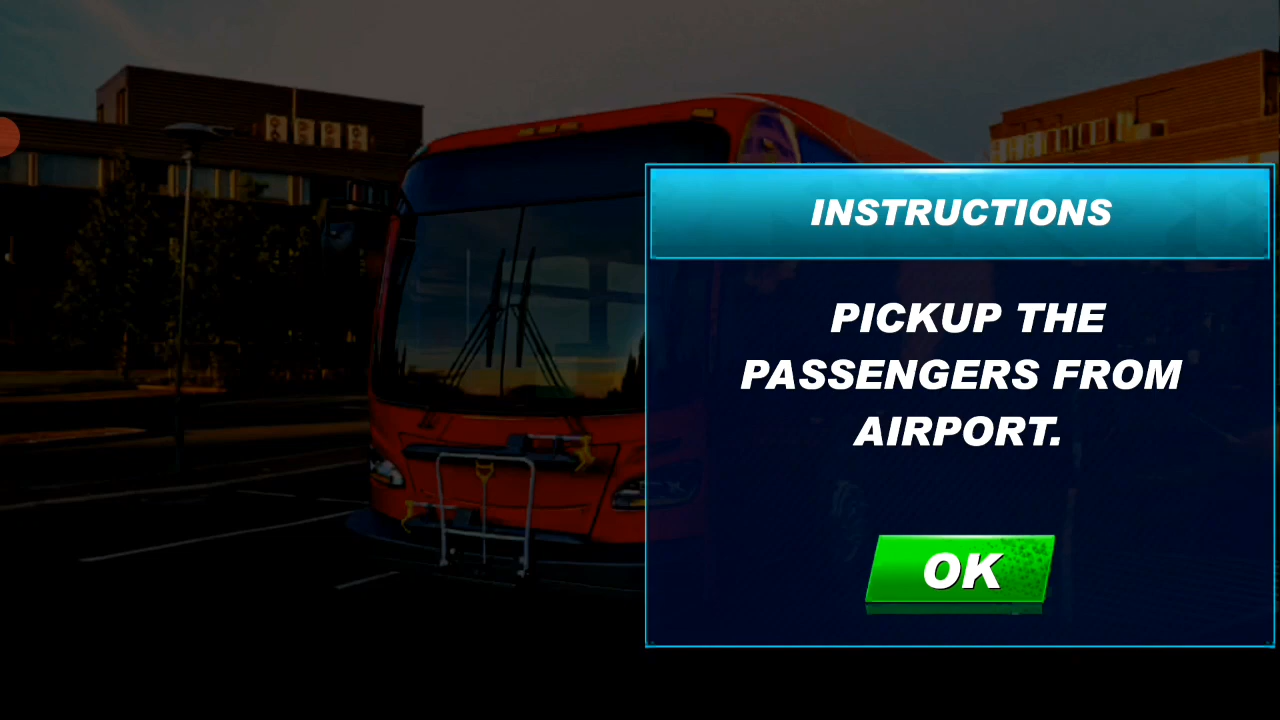 INSTRUCTIONS
PICKUP THE
PASSENGERS FROM
AIRPORT.
OK